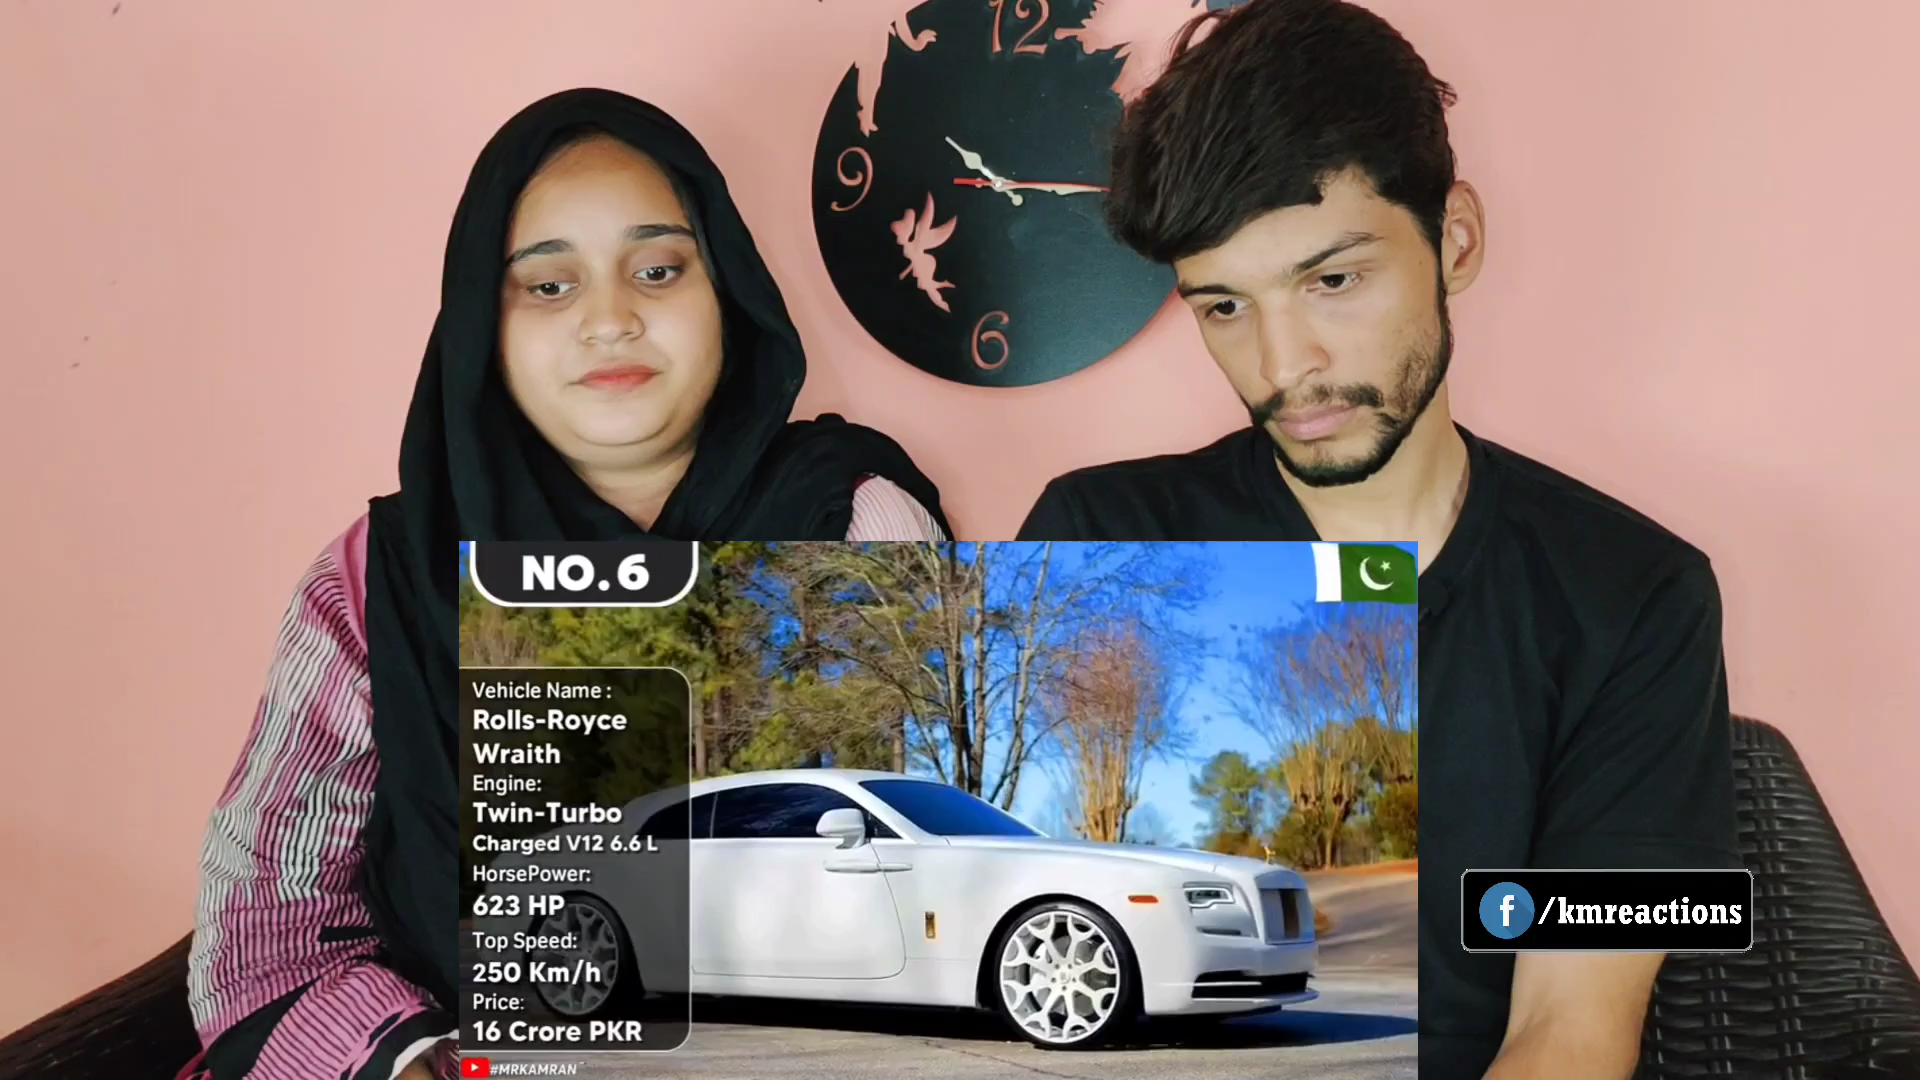 12
9
6
NO.6
Vehicle Name :
Rolls-Royce
Wraith
Engine:
Twin-Turbo
Charged V12 6.6 L
HorsePower:
623 HP
Top Speed:
250 Km/h
Price:
16 Crore PKR
#MRKAMRAN
f/kmreactions